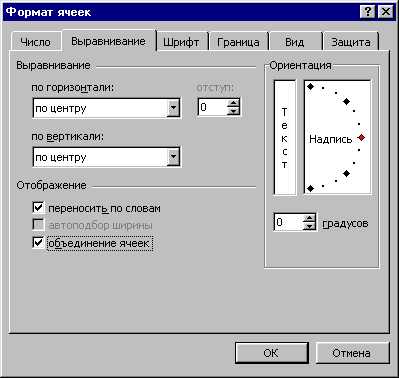 Формат ячеек
Число Выравнивание Шрифт Граница Вид Защита
Выравнивание
по горизонтали:
отступ:
по центру
0
по вертикали:
по центру
Отображение
переносить по словам
автоподбор ширины
объединение ячеек
Ориентация
Текст
Надпись
0 градусов
ОК Отмена